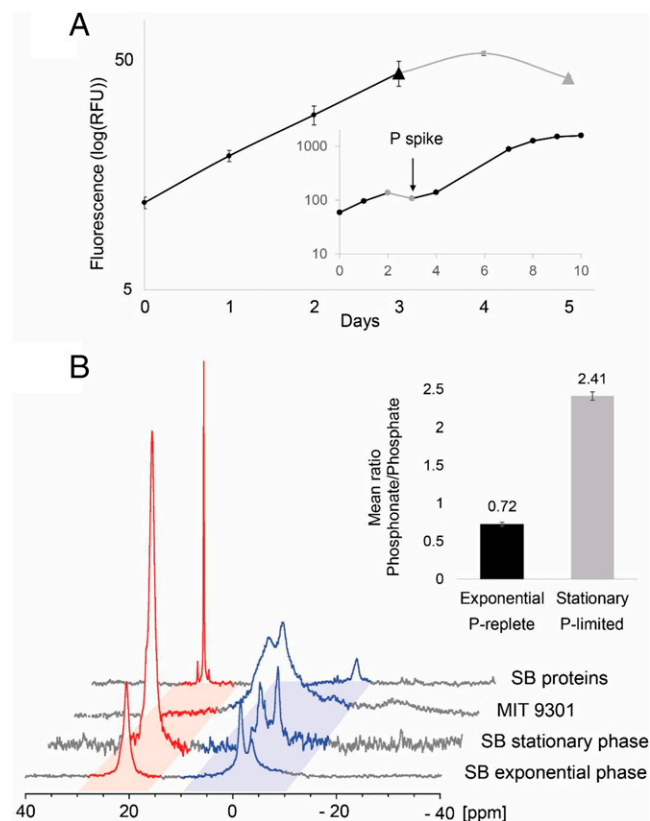 A
Fluorescence (log(RFU))
50
5
0 1 2 3 4 5
Days
P spike
1000
100
10
0 2 4 6 8 10
B
Mean ratio
Phosphonate/Phosphate
2.5
2
1.5
1
0.5
0
0.72
2.41
Exponential Stationary
P-replete P-limited
SB proteins
MIT 9301
SB stationary phase
SB exponential phase
40 20 0 -20 - 40 [ppm]